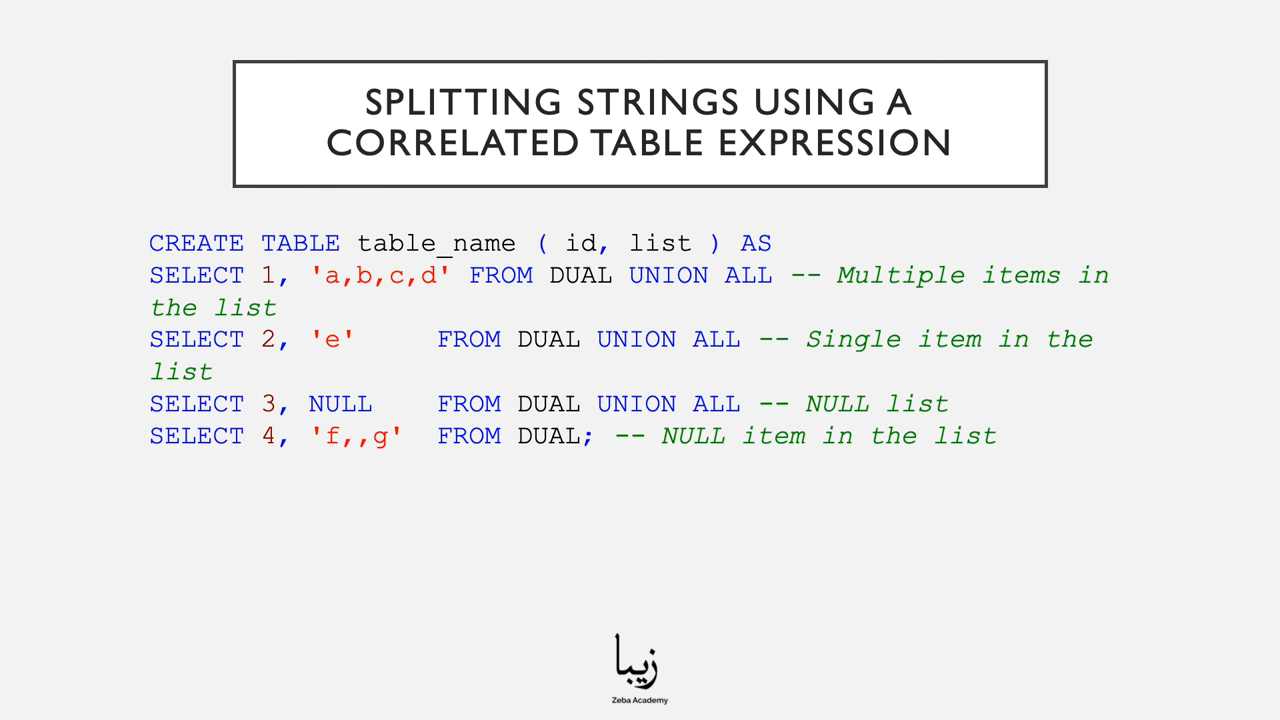 SPLITTING STRINGS USING A
CORRELATED TABLE EXPRESSION
CREATE TABLE table_name ( id, list ) AS
SELECT 1, 'a,b,c,d' FROM DUAL UNION ALL -- Multiple items in
the list
SELECT 2, 'e'     FROM DUAL UNION ALL -- Single item in the
list
SELECT 3, NULL    FROM DUAL UNION ALL -- NULL list
SELECT 4, 'f,,g'  FROM DUAL; -- NULL item in the list
زيبا
Zeba Academy